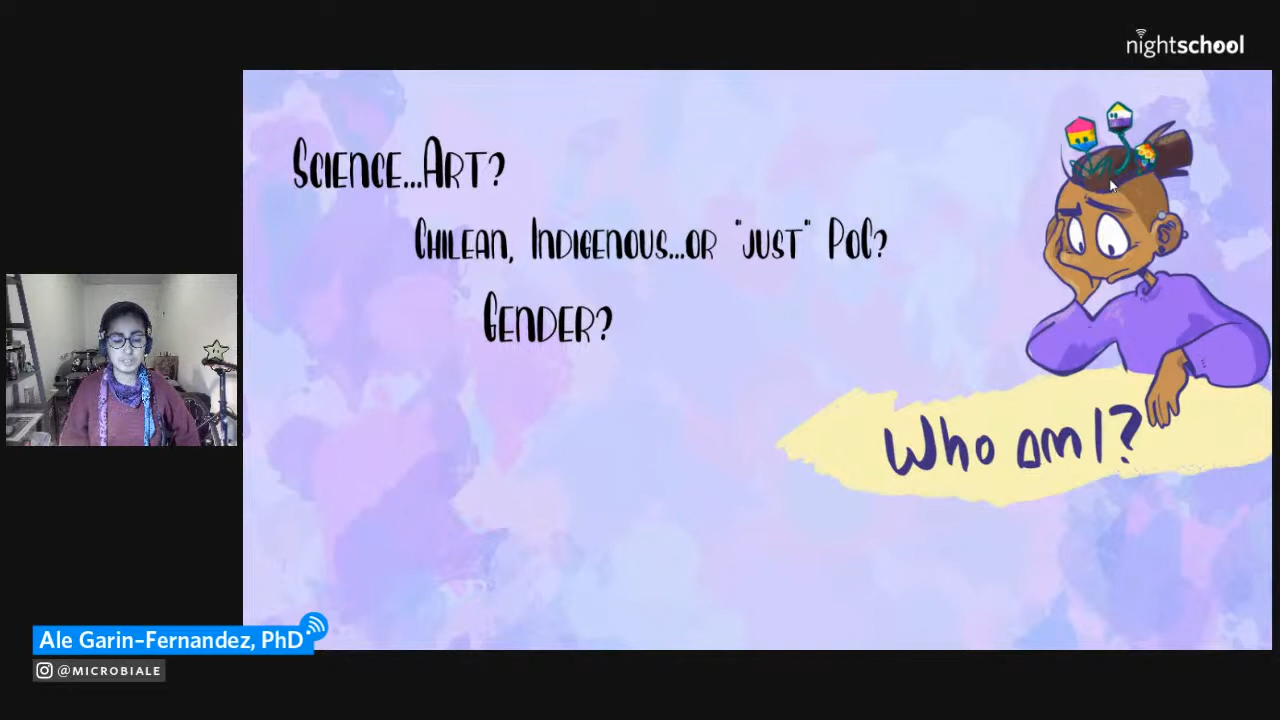 nightschool
Science...Art?
Chilean, Indigenous...or "just" PoC?
Gender?
Who am I?
Ale Garin-Fernandez, PhD
@MICROBIALE